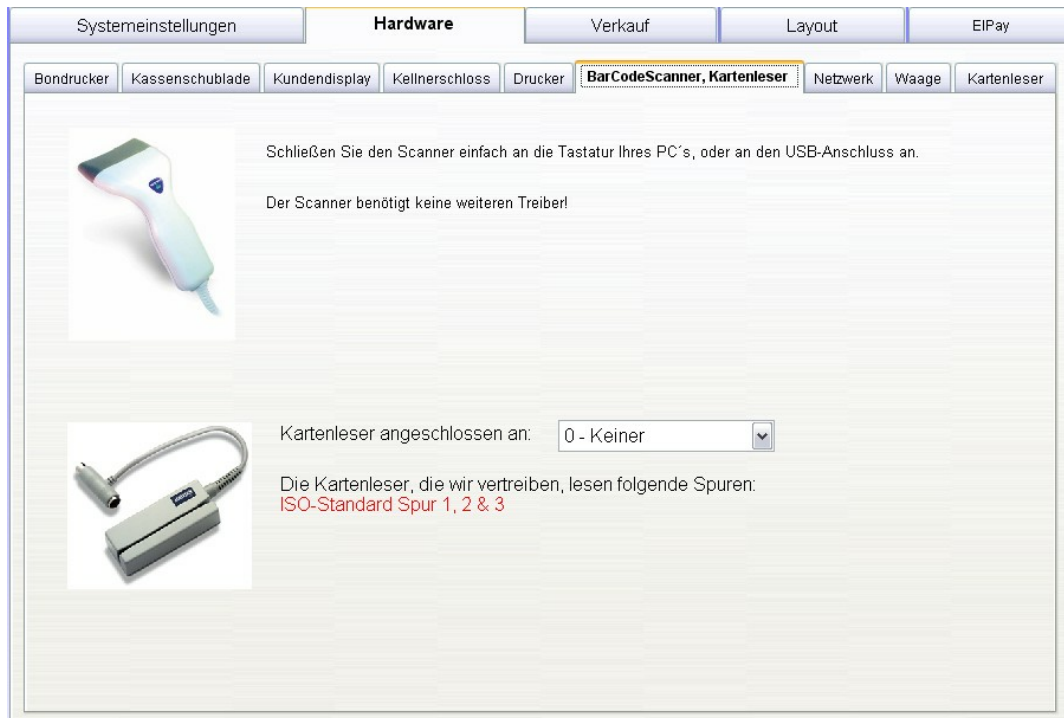 Systemeinstellungen Hardware Verkauf Layout ElPay
Bondrucker Kassenschublade Kundendisplay Kellnerschloss Drucker BarCodeScanner, Kartenleser Netzwerk Waage Kartenleser
Schließen Sie den Scanner einfach an die Tastatur Ihres PC´s, oder an den USB-Anschluss an.
Der Scanner benötigt keine weiteren Treiber!
Kartenleser angeschlossen an: 0 - Keiner
Die Kartenleser, die wir vertreiben, lesen folgende Spuren:
ISO-Standard Spur 1, 2 & 3